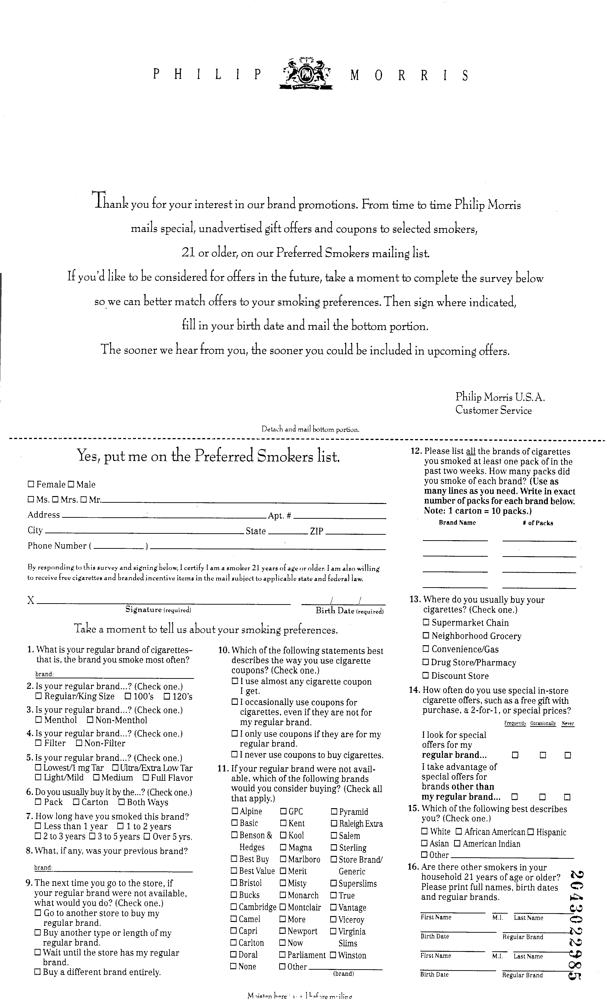 PHILIP MORRIS
Thank you for your interest in our brand promotions. From time to time Philip Morris
mails special, unadvertised gift offers and coupons to selected smokers,
21 or older, on our Preferred Smokers mailing list.
If you'd like to be considered for offers in the future, take a moment to complete the survey below
so we can better match offers to your smoking preferences. Then sign where indicated,
fill in your birth date and mail the bottom portion.
The sooner we hear from you, the sooner you could be included in upcoming offers.
Philip Morris U.S.A.
Customer Service
Detach and mail bottom portion.
Yes, put me on the Preferred Smokers list.
☐ Female ☐ Male
☐ Ms. ☐ Mrs. ☐ Mr.
Address Apt. #
City State ZIP
Phone Number ( )
By responding to this survey and signing below, I certify I am a smoker 21 years of age or older. I am also willing
to receive free cigarettes and branded incentive items in the mail subject to applicable state and federal law.
X / /
Signature (required) Birth Date (required)
Take a moment to tell us about your smoking preferences.
1. What is your regular brand of cigarettes–
that is, the brand you smoke most often?
brand:
2. Is your regular brand...? (Check one.)
☐ Regular/King Size ☐ 100's ☐ 120's
3. Is your regular brand...? (Check one.)
☐ Menthol ☐ Non-Menthol
4. Is your regular brand...? (Check one.)
☐ Filter ☐ Non-Filter
5. Is your regular brand...? (Check one.)
☐ Lowest/1 mg Tar ☐ Ultra/Extra Low Tar
☐ Light/Mild ☐ Medium ☐ Full Flavor
6. Do you usually buy it by the...? (Check one.)
☐ Pack ☐ Carton ☐ Both Ways
7. How long have you smoked this brand?
☐ Less than 1 year ☐ 1 to 2 years
☐ 2 to 3 years ☐ 3 to 5 years ☐ Over 5 yrs.
8. What, if any, was your previous brand?
brand:
9. The next time you go to the store, if
your regular brand were not available,
what would you do? (Check one.)
☐ Go to another store to buy my
regular brand.
☐ Buy another type or length of my
regular brand.
☐ Wait until the store has my regular
brand.
☐ Buy a different brand entirely.
10. Which of the following statements best
describes the way you use cigarette
coupons? (Check one.)
☐ I use almost any cigarette coupon
I get.
☐ I occasionally use coupons for
cigarettes, even if they are not for
my regular brand.
☐ I only use coupons if they are for my
regular brand.
☐ I never use coupons to buy cigarettes.
11. If your regular brand were not avail-
able, which of the following brands
would you consider buying? (Check all
that apply.)
☐ Alpine ☐ GPC ☐ Pyramid
☐ Basic ☐ Kent ☐ Raleigh Extra
☐ Benson & ☐ Kool ☐ Salem
Hedges ☐ Magna ☐ Sterling
☐ Best Buy ☐ Marlboro ☐ Store Brand/
☐ Best Value ☐ Merit Generic
☐ Bristol ☐ Misty ☐ Superslims
☐ Bucks ☐ Monarch ☐ True
☐ Cambridge ☐ Montclair ☐ Vantage
☐ Camel ☐ More ☐ Viceroy
☐ Capri ☐ Newport ☐ Virginia
☐ Carlton ☐ Now Slims
☐ Doral ☐ Parliament ☐ Winston
☐ None ☐ Other
(brand)
12. Please list all the brands of cigarettes
you smoked at least one pack of in the
past two weeks. How many packs did
you smoke of each brand? (Use as
many lines as you need. Write in exact
number of packs for each brand below.
Note: 1 carton = 10 packs.)
Brand Name # of Packs
13. Where do you usually buy your
cigarettes? (Check one.)
☐ Supermarket Chain
☐ Neighborhood Grocery
☐ Convenience/Gas
☐ Drug Store/Pharmacy
☐ Discount Store
14. How often do you use special in-store
cigarette offers, such as a free gift with
purchase, a 2-for-1, or special prices?
Frequently Occasionally Never
I look for special
offers for my
regular brand... ☐ ☐ ☐
I take advantage of
special offers for
brands other than
my regular brand... ☐ ☐ ☐
15. Which of the following best describes
you? (Check one.)
☐ White ☐ African American ☐ Hispanic
☐ Asian ☐ American Indian
☐ Other
16. Are there other smokers in your
household 21 years of age or older?
Please print full names, birth dates
and regular brands.
First Name M.I. Last Name
Birth Date Regular Brand
First Name M.I. Last Name
Birth Date Regular Brand
2043022985